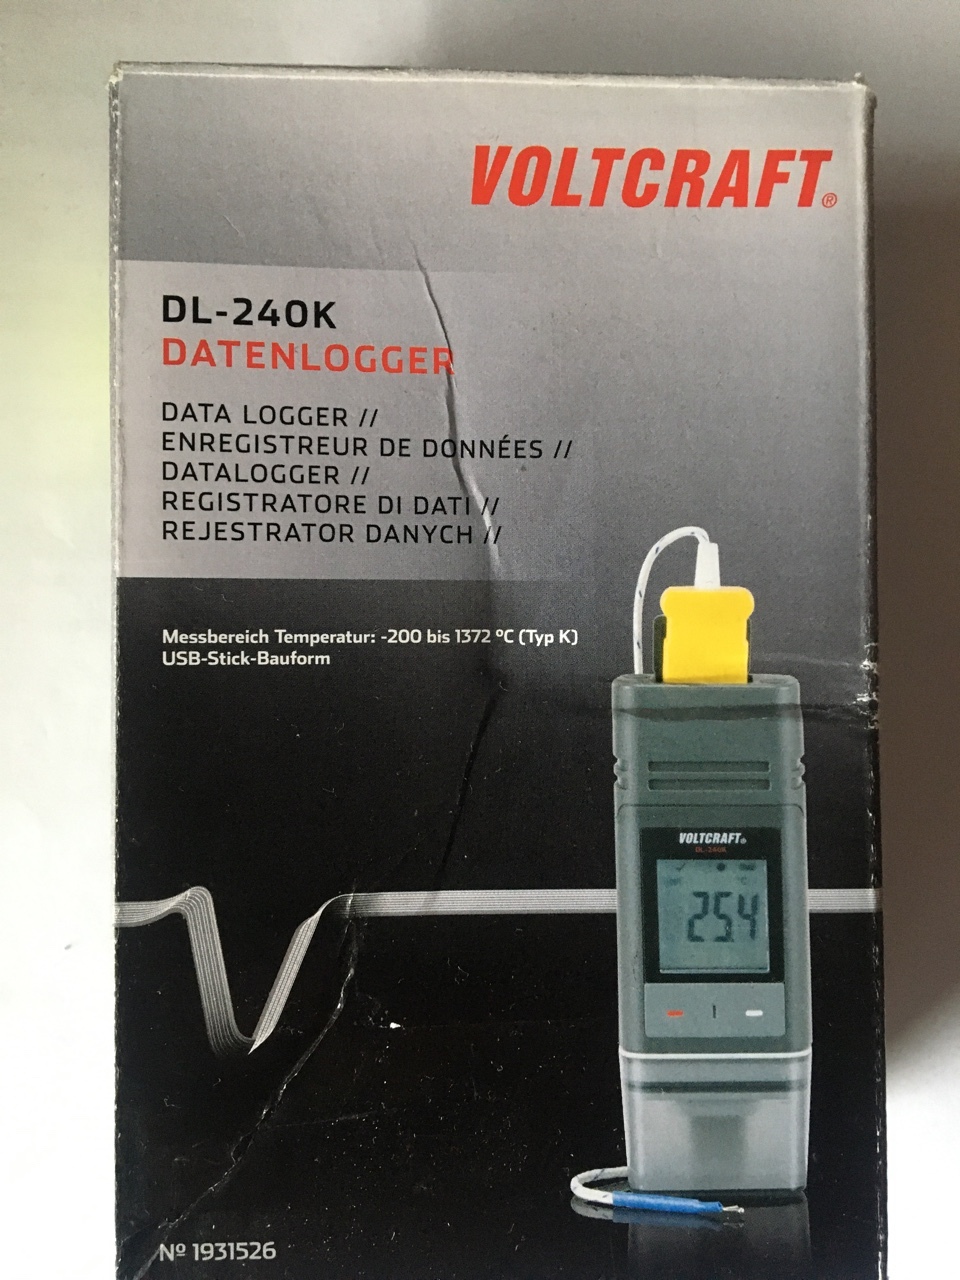 VOLTCRAFT®
DL-240K
DATENLOGGER
DATA LOGGER //
ENREGISTREUR DE DONNÉES //
DATALOGGER //
REGISTRATORE DI DATI //
REJESTRATOR DANYCH //
Messbereich Temperatur: -200 bis 1372 ºC (Typ K)
USB-Stick-Bauform
VOLTCRAFT®
DL-240K
25.4
Nº 1931526